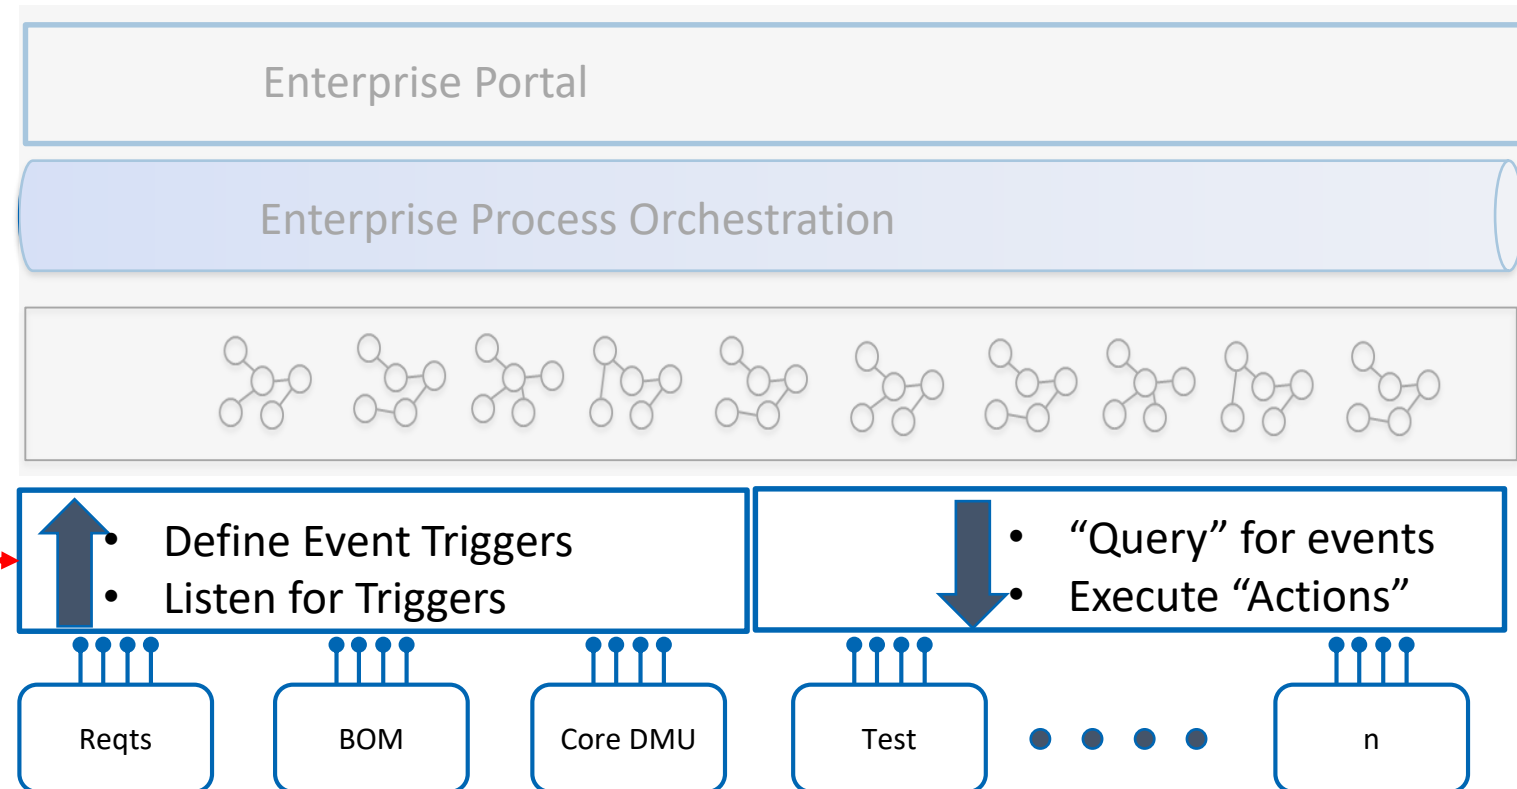 Enterprise Portal
Enterprise Process Orchestration
• Define Event Triggers
• Listen for Triggers
• “Query” for events
• Execute “Actions”
Reqts
BOM
Core DMU
Test
n